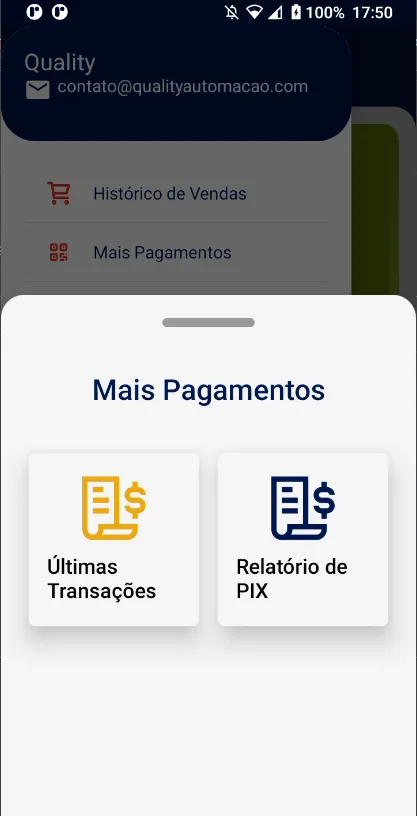 100% 17:50
Quality
contato@qualityautomacao.com
Histórico de Vendas
Mais Pagamentos
Mais Pagamentos
Últimas
Transações
Relatório de
PIX